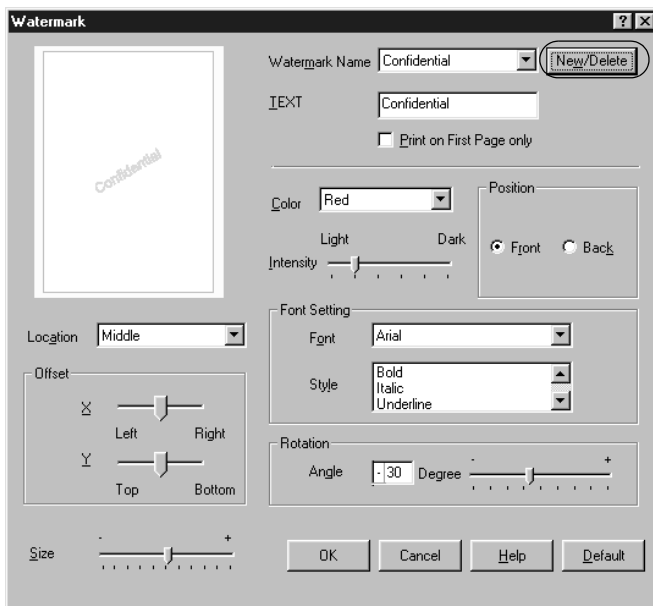 Watermark
Confidential
Watermark Name Confidential New/Delete
TEXT Confidential
Print on First Page only
Color Red
Light Dark
Intensity
Position
Front Back
Location Middle
Offset
X
Left Right
Y
Top Bottom
Size - +
Font Setting
Font Arial
Style Bold
Italic
Underline
Rotation
Angle - 30 Degree - +
OK Cancel Help Default